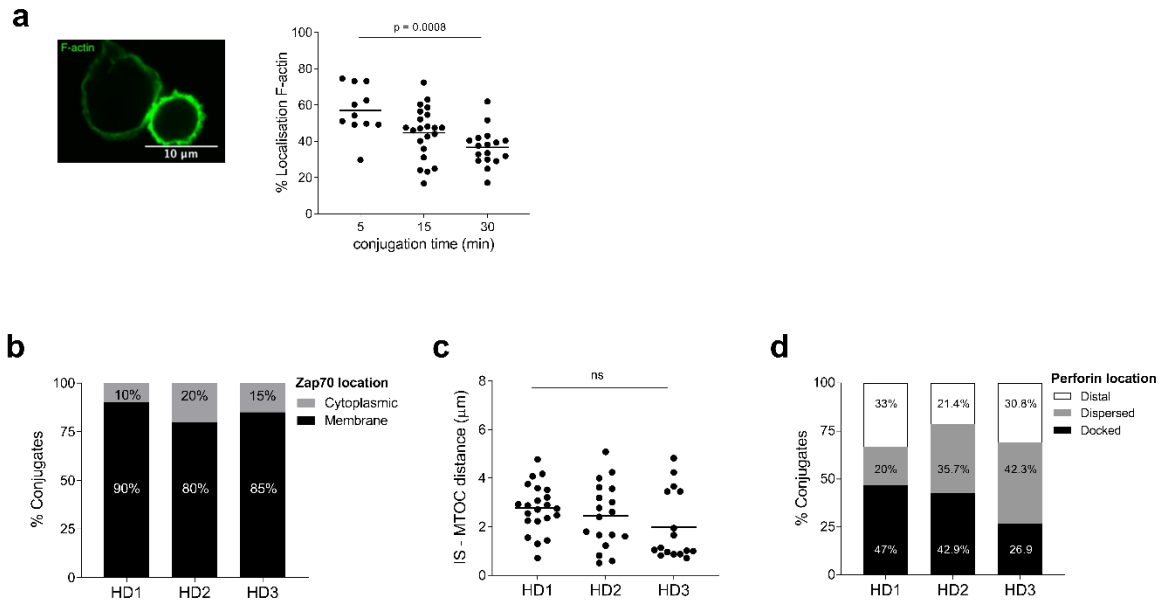 a
F-actin
10 μm
% Localisation F-actin
100
80
60
40
20
0
p = 0.0008
5 15 30
conjugation time (min)
b
% Conjugates
100
75
50
25
0
10% 20% 15%
90% 80% 85%
HD1 HD2 HD3
Zap70 location
Cytoplasmic
Membrane
c
IS - MTOC distance (μm)
8
6
4
2
0
ns
HD1 HD2 HD3
d
% Conjugates
100
75
50
25
0
33% 21.4% 30.8%
20% 35.7% 42.3%
47% 42.9% 26.9
HD1 HD2 HD3
Perforin location
Distal
Dispersed
Docked